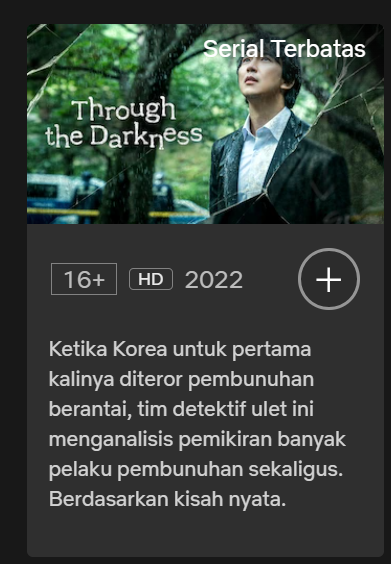 Serial Terbatas
Through
the Darkness
16+ HD 2022
Ketika Korea untuk pertama
kalinya diteror pembunuhan
berantai, tim detektif ulet ini
menganalisis pemikiran banyak
pelaku pembunuhan sekaligus.
Berdasarkan kisah nyata.